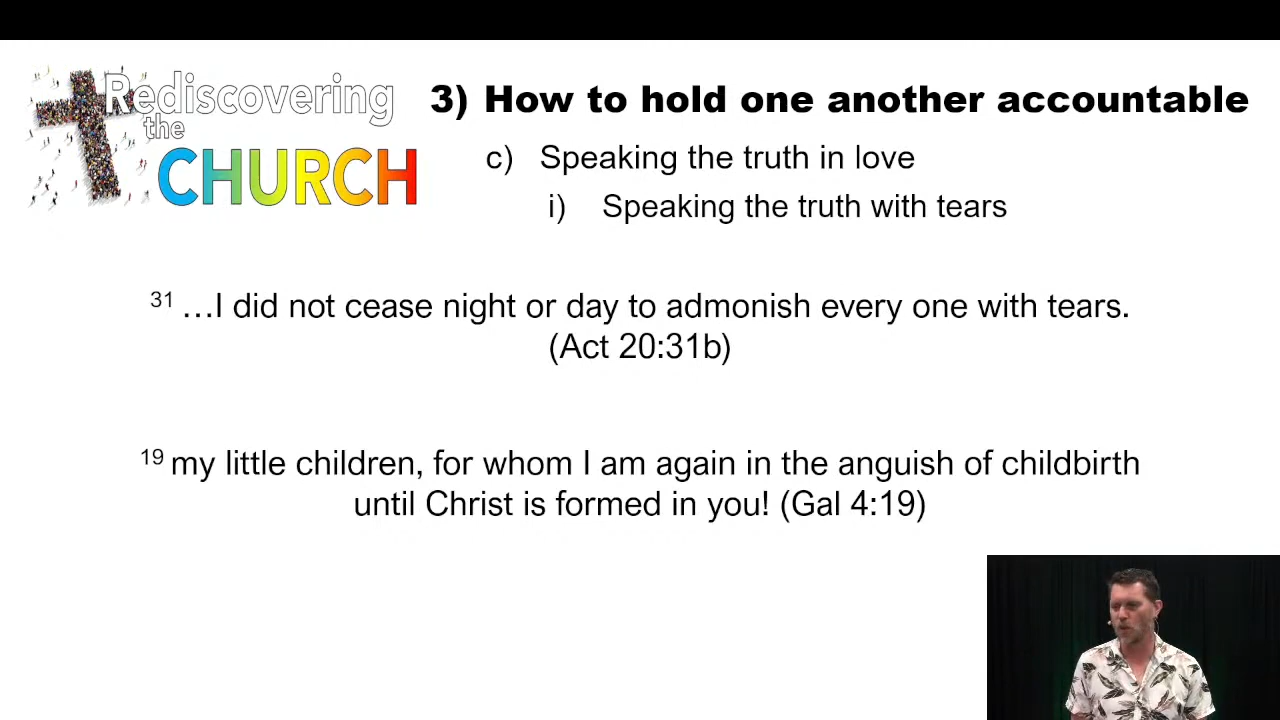 Rediscovering
the
CHURCH
3) How to hold one another accountable
c) Speaking the truth in love
i) Speaking the truth with tears
31 …I did not cease night or day to admonish every one with tears.
(Act 20:31b)
19 my little children, for whom I am again in the anguish of childbirth
until Christ is formed in you! (Gal 4:19)